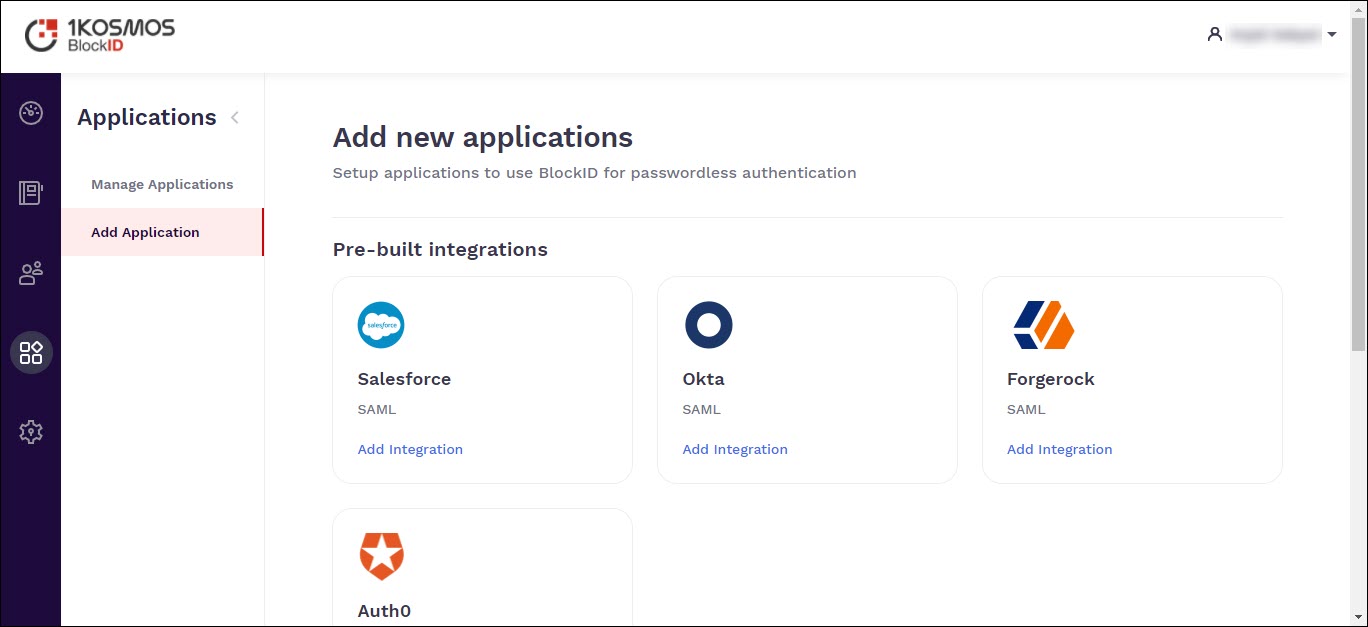 1KOSMOS
BlockID
Applications
Manage Applications
Add Application
Add new applications
Setup applications to use BlockID for passwordless authentication
Pre-built integrations
salesforce
Salesforce
SAML
Add Integration
Okta
SAML
Add Integration
Forgerock
SAML
Add Integration
Auth0